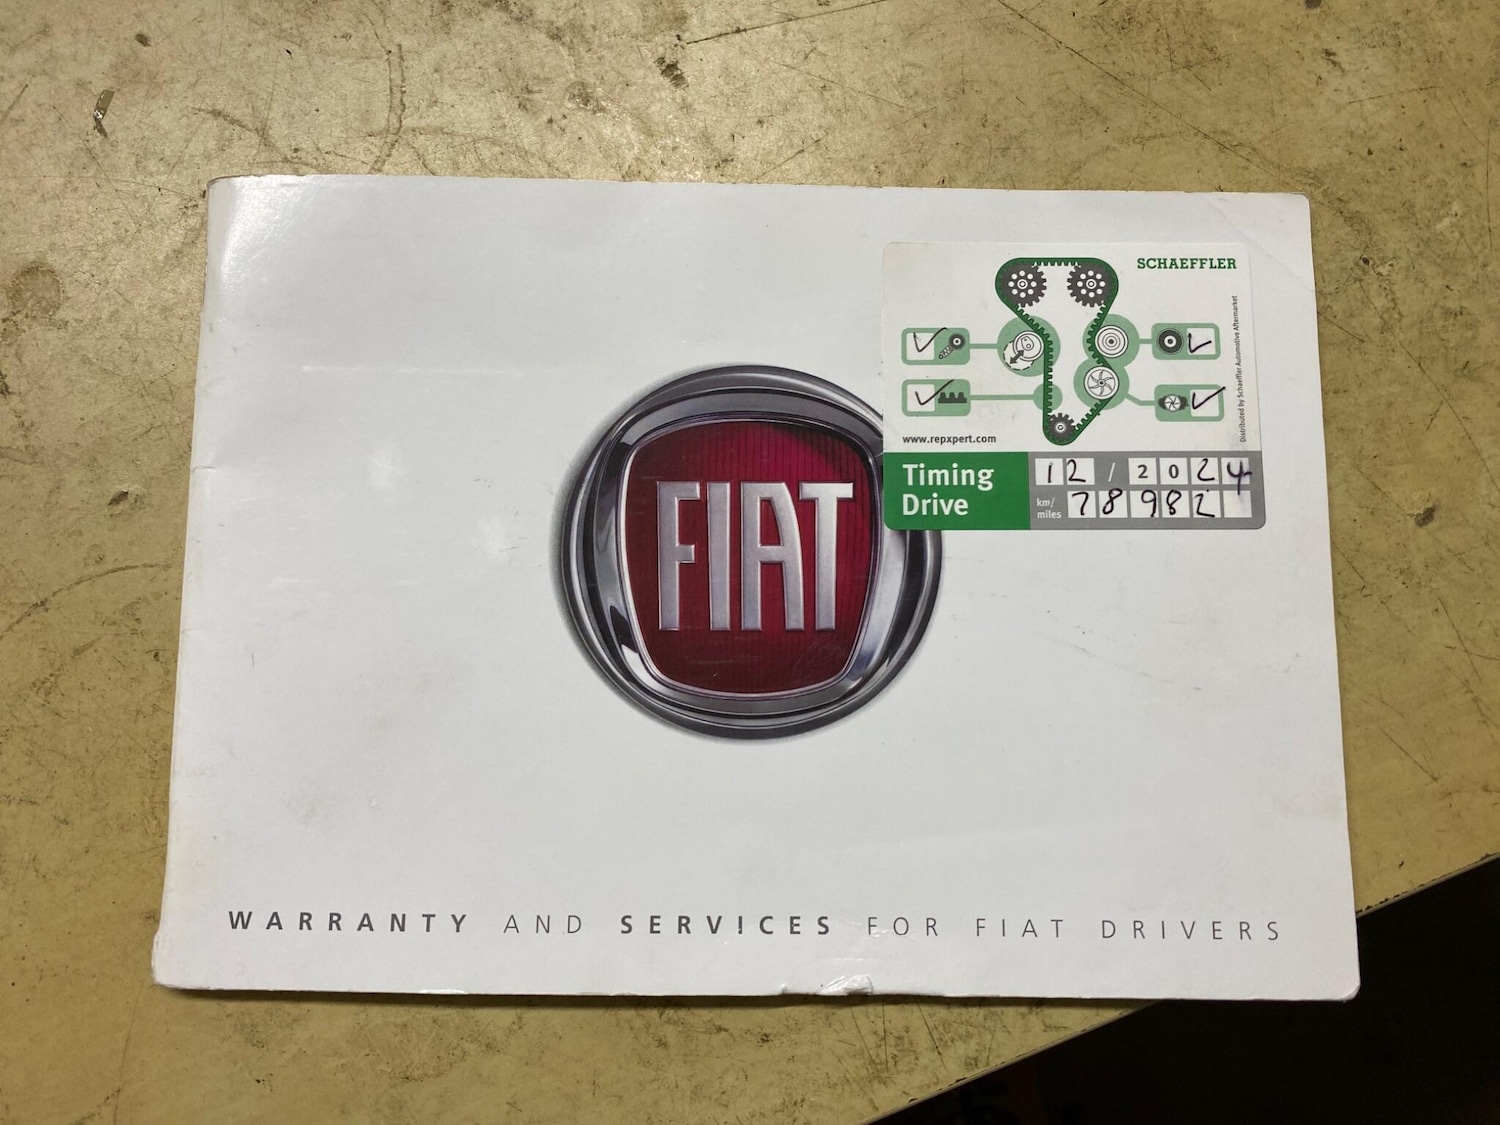 SCHAEFFLER
Distributed by Schaeffler Automotive Aftermarket
www.repxpert.com
Timing
Drive
12 / 2024
km/
miles
78982
FIAT
WARRANTY AND SERVICES FOR FIAT DRIVERS